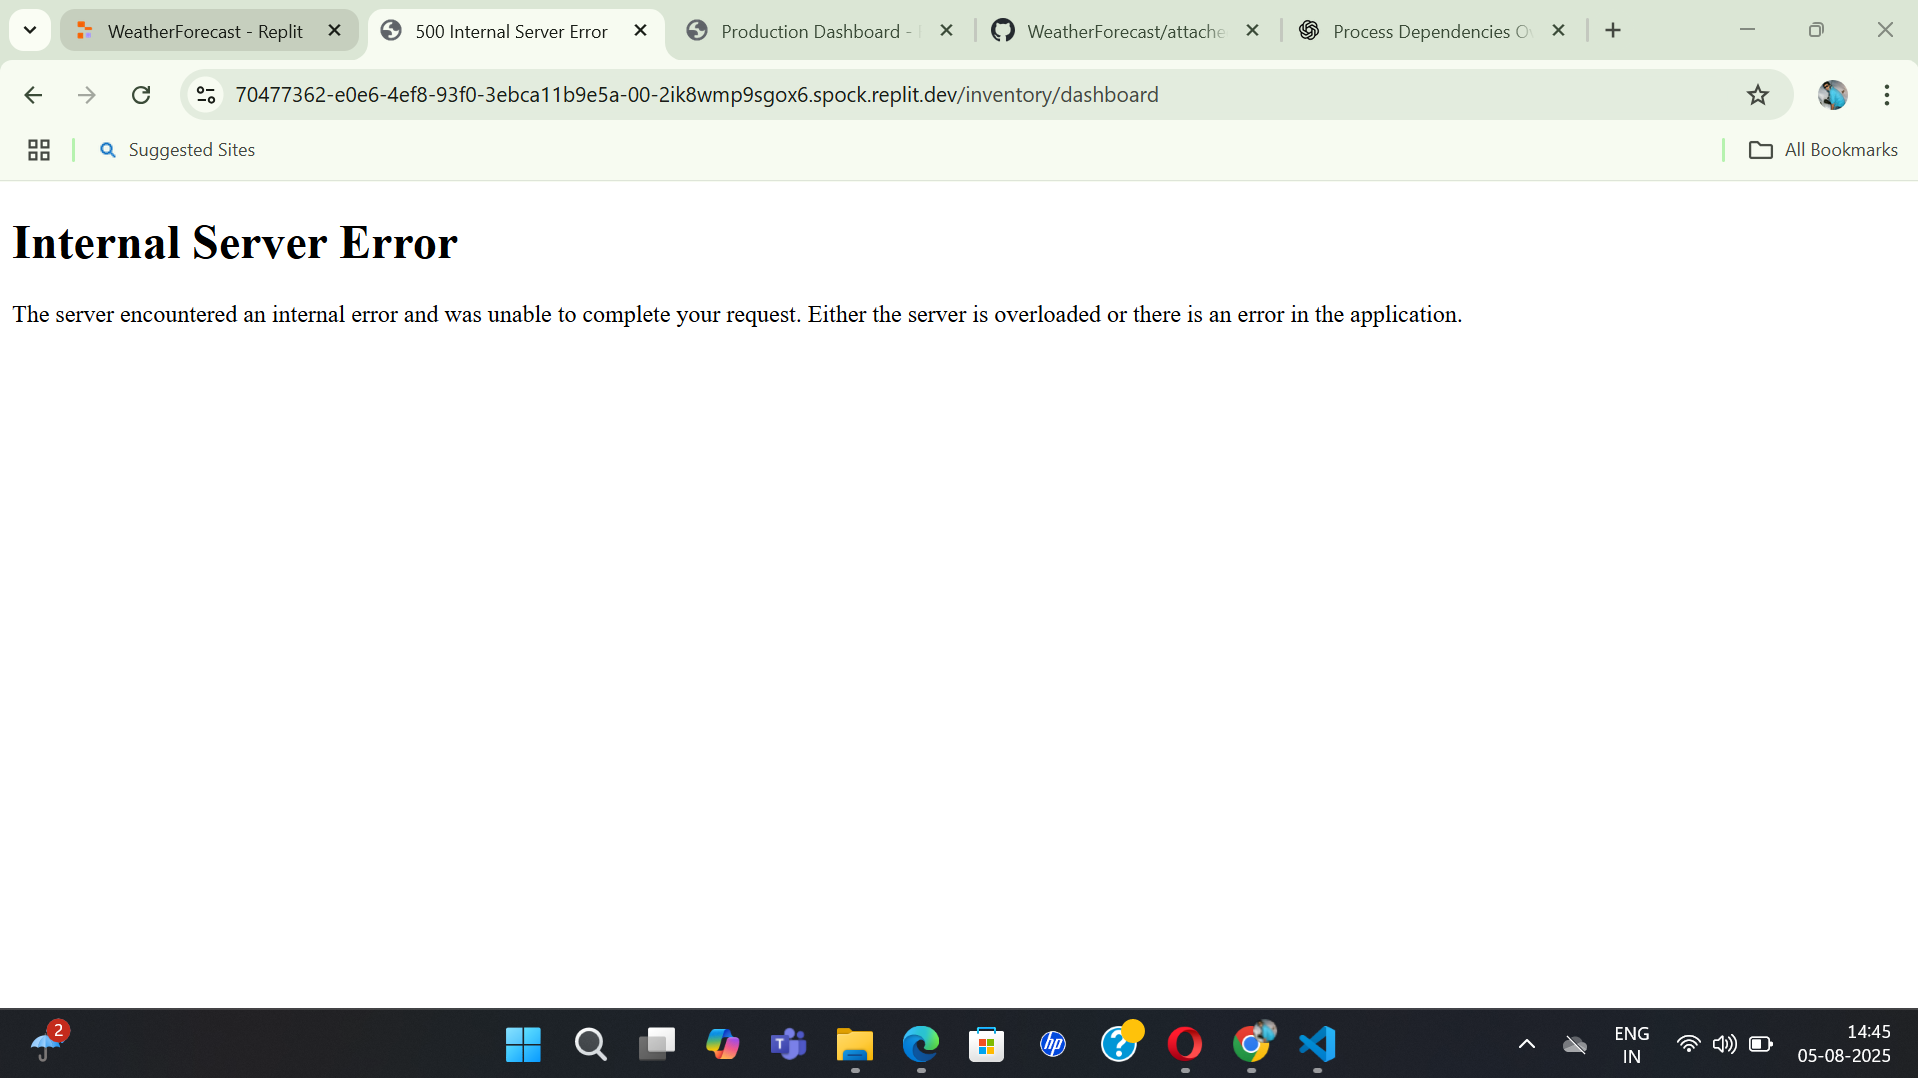 WeatherForecast - Replit
500 Internal Server Error
Production Dashboard -
WeatherForecast/attache
Process Dependencies O
70477362-e0e6-4ef8-93f0-3ebca11b9e5a-00-2ik8wmp9sgox6.spock.replit.dev/inventory/dashboard
Suggested Sites
All Bookmarks
Internal Server Error
The server encountered an internal error and was unable to complete your request. Either the server is overloaded or there is an error in the application.
2
hp
ENG
IN
14:45
05-08-2025